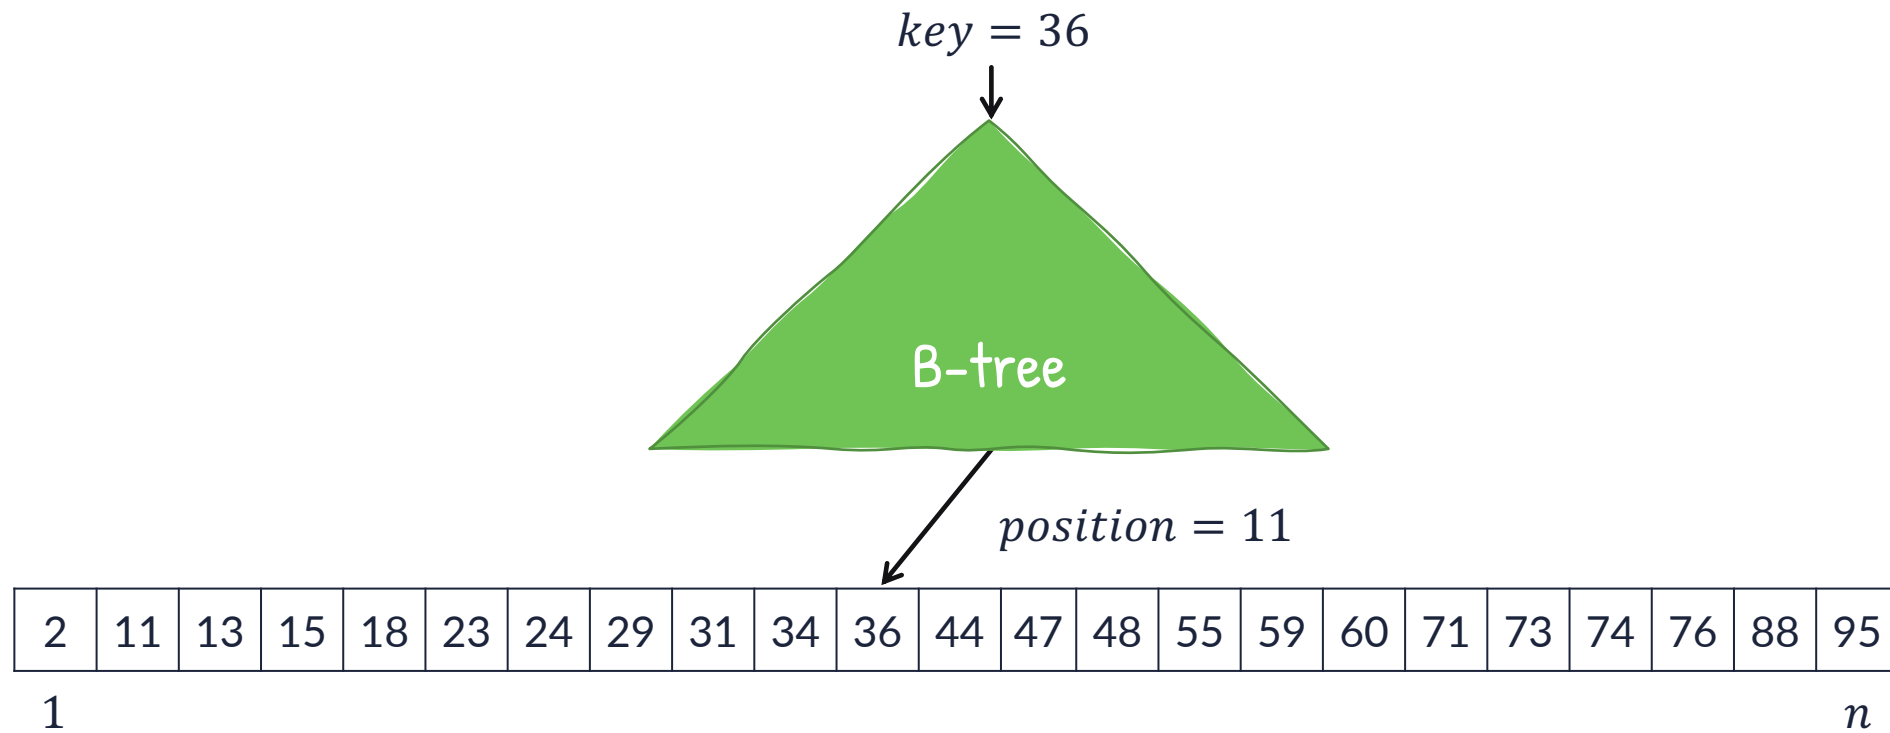 key = 36
B-tree
position = 11
2 11 13 15 18 23 24 29 31 34 36 44 47 48 55 59 60 71 73 74 76 88 95
1 n